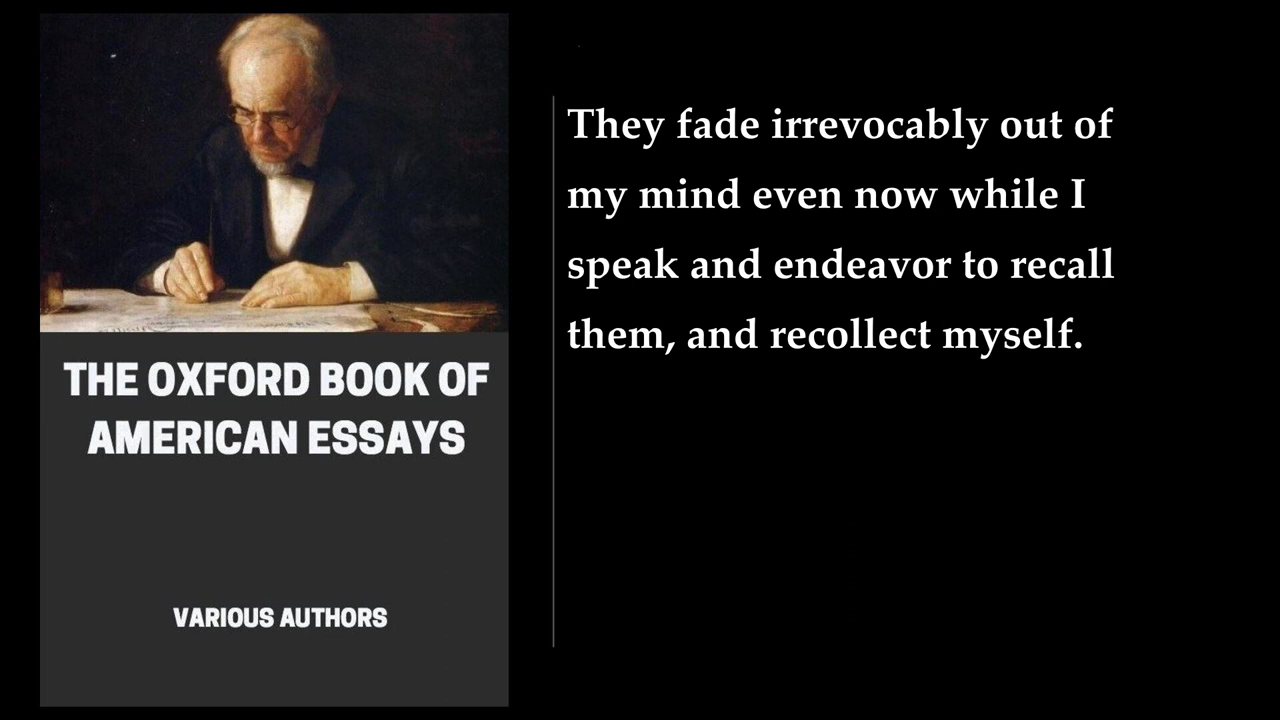 THE OXFORD BOOK OF
AMERICAN ESSAYS
VARIOUS AUTHORS
They fade irrevocably out of
my mind even now while I
speak and endeavor to recall
them, and recollect myself.